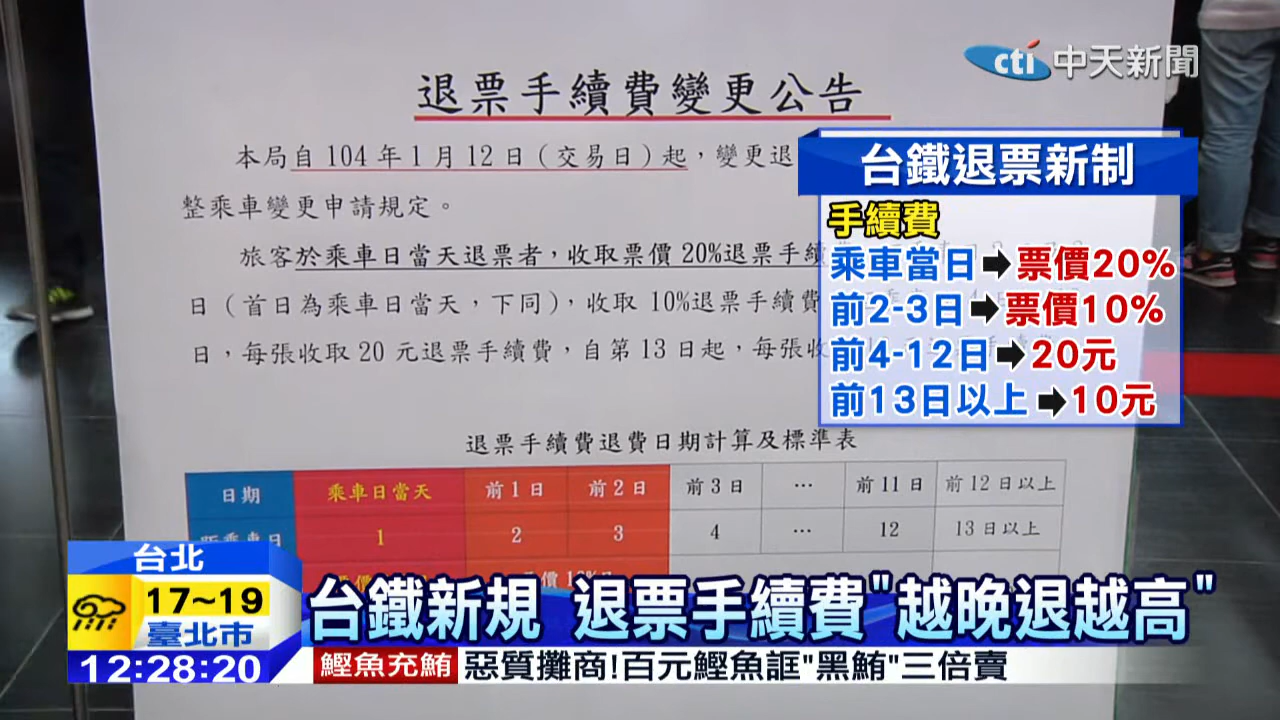 cti 中天新聞
退票手續費變更公告
本局自104年1月12日(交易日)起,變更退
整乘車變更申請規定。
旅客於乘車日當天退票者,收取票價20%退票手續
日(首日為乘車日當天,下同),收取10%退票手續費
日,每張收取20元退票手續費,自第13日起,每張收
台鐵退票新制
手續費
乘車當日➡票價20%
前2-3日➡票價10%
前4-12日➡20元
前13日以上➡10元
退票手續費退費日期計算及標準表
日期 乘車日當天 前1日 前2日 前3日 … 前11日 前12日以上
距乘車日 1 2 3 4 … 12 13日以上
台北
17~19
臺北市
12:28:20
台鐵新規 退票手續費"越晚退越高"
鰹魚充鮪 惡質攤商!百元鰹魚誆"黑鮪"三倍賣